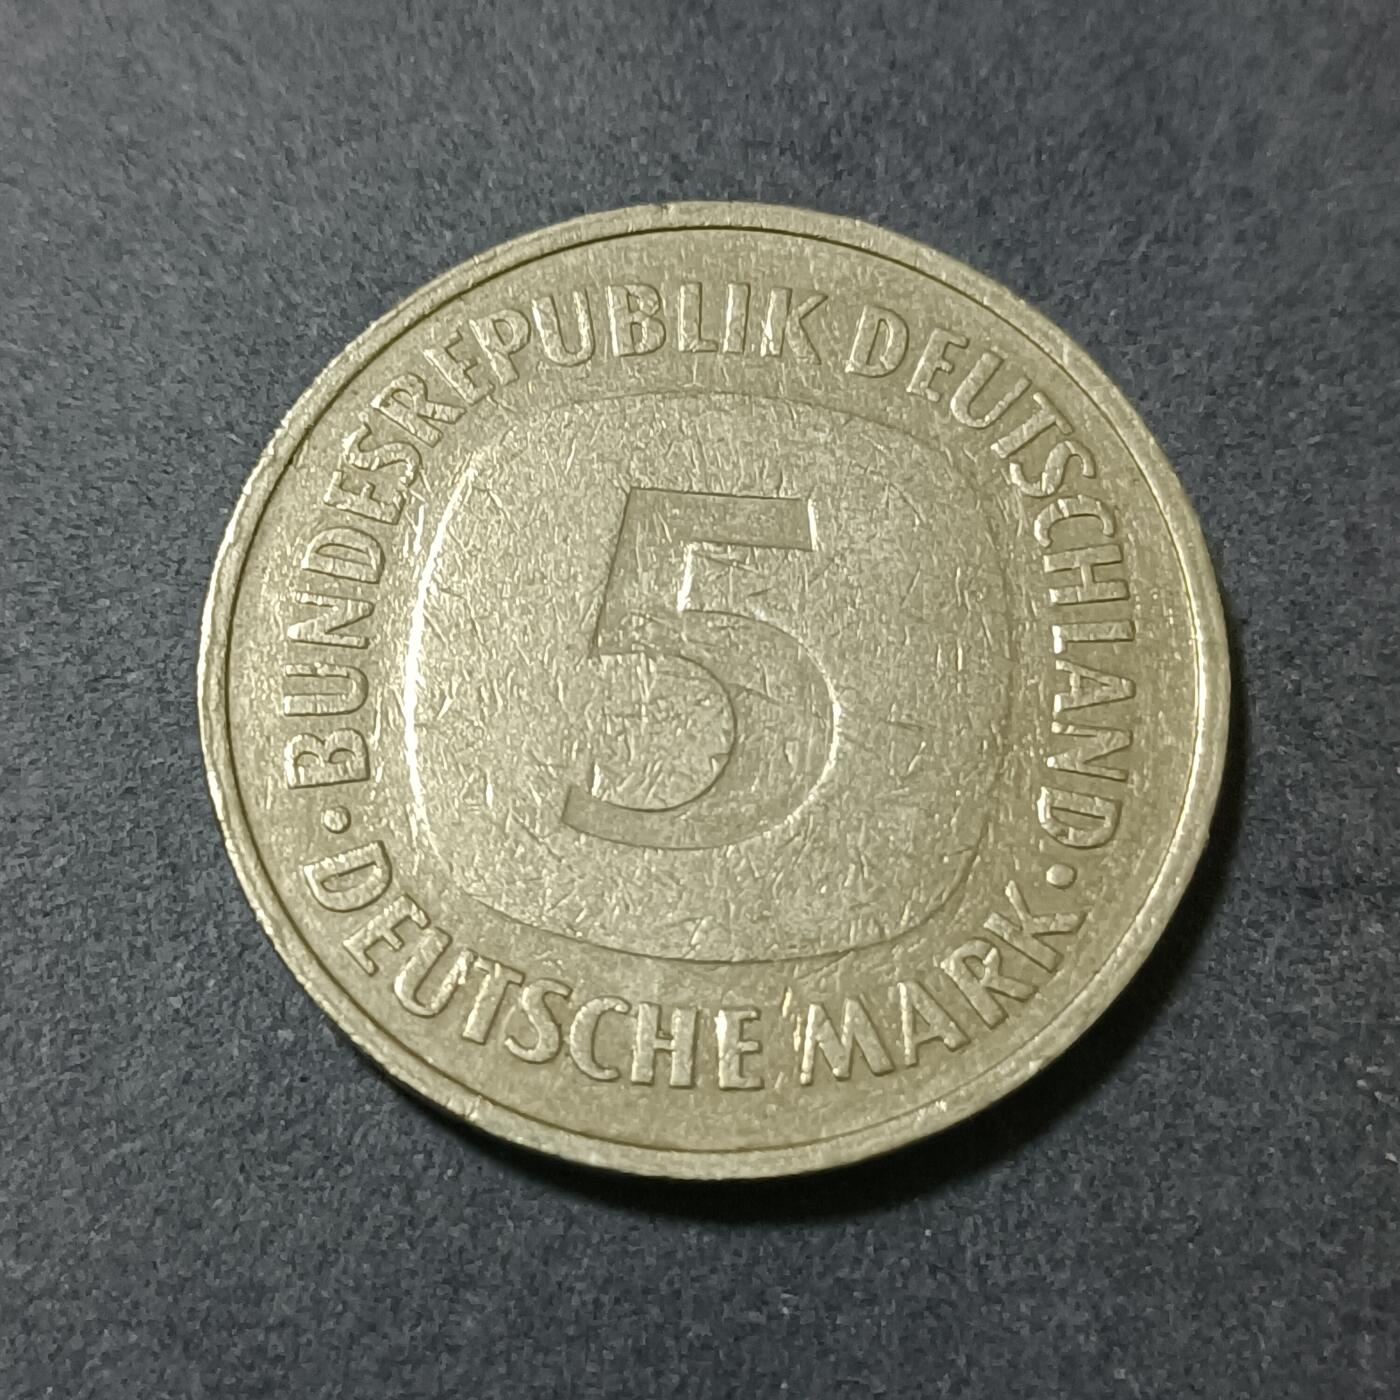 BUNDESREPUBLIK DEUTSCHLAND
5
· DEUTSCHE MARK ·